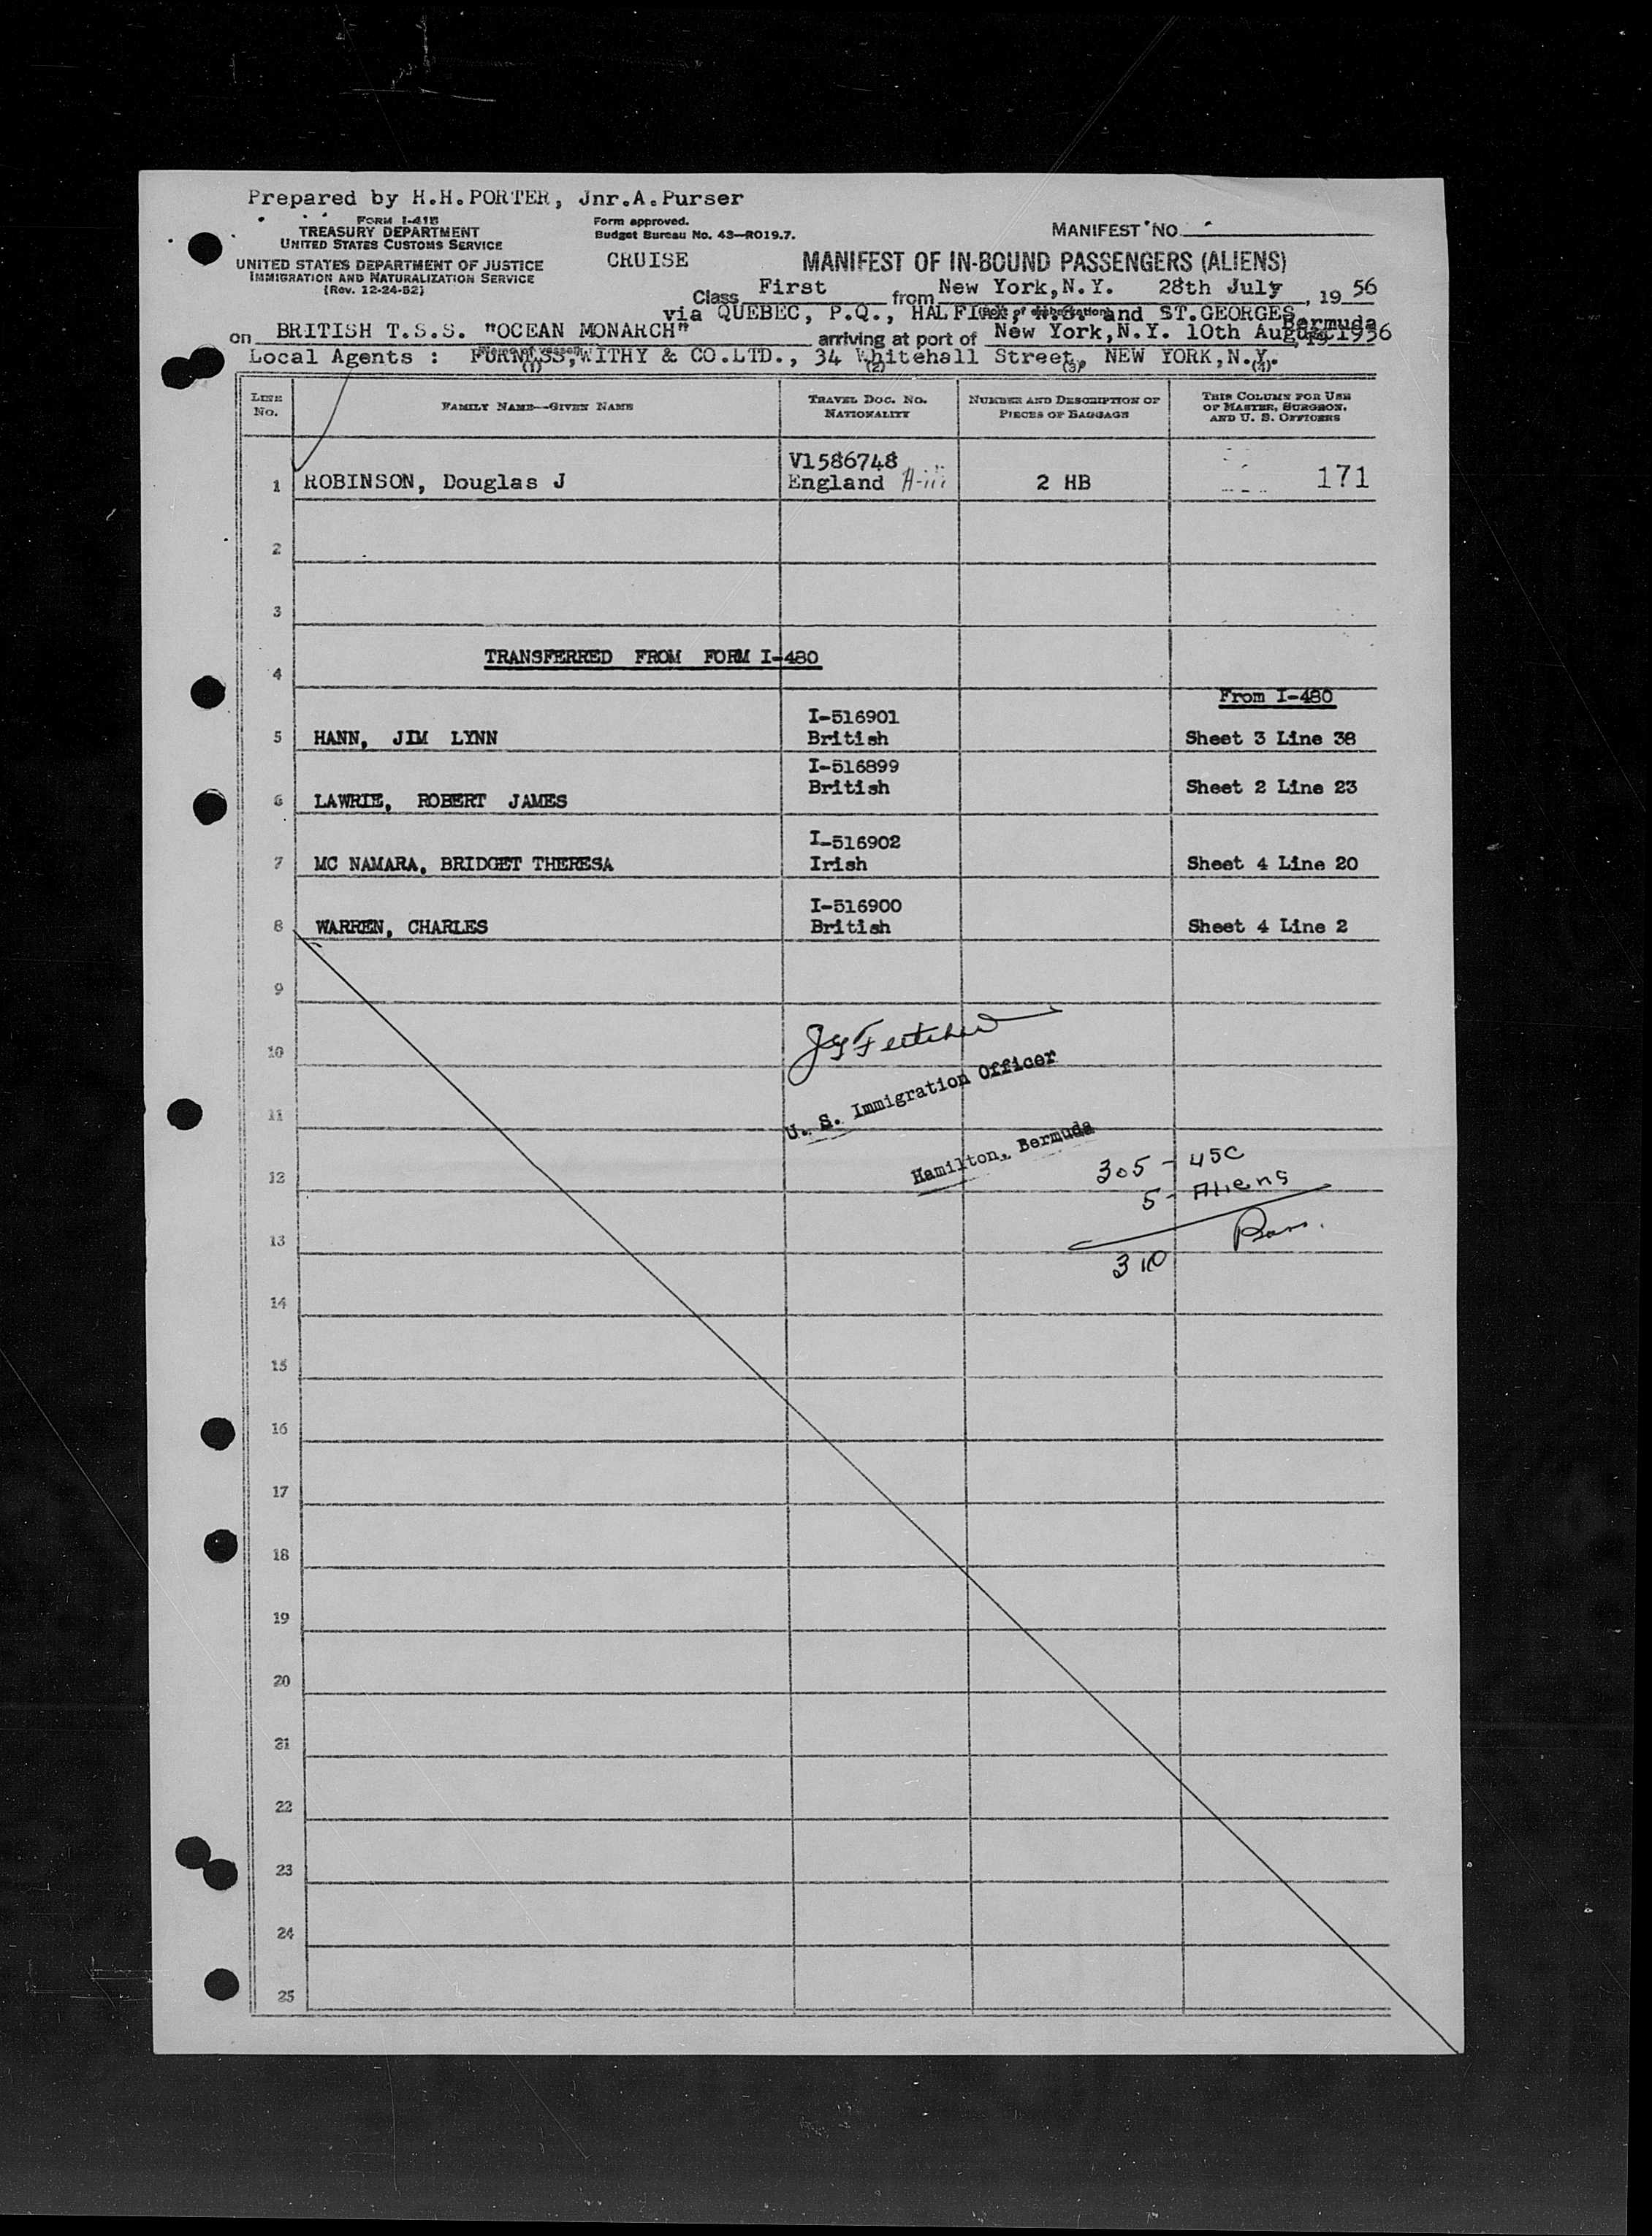 Prepared by H.H.PORTER, Jnr.A.Purser
FORM I-418
TREASURY DEPARTMENT
UNITED STATES CUSTOMS SERVICE
UNITED STATES DEPARTMENT OF JUSTICE
IMMIGRATION AND NATURALIZATION SERVICE
(Rev. 12-24-52)
Form approved.
Budget Bureau No. 43—RO19.7.
CRUISE
MANIFEST NO.
MANIFEST OF IN-BOUND PASSENGERS (ALIENS)
Class First from New York,N.Y. 28th July, 1956
via QUEBEC, P.Q., HALFIAX, N.S. and ST.GEORGES, Bermuda
on BRITISH T.S.S. "OCEAN MONARCH" arriving at port of New York,N.Y. 10th August 1956
Local Agents : FURNESS,WITHY & CO.LTD., 34 Whitehall Street, NEW YORK,N.Y.
(1) (2) (3) (4)
LINE NO.
FAMILY NAME—GIVEN NAME
TRAVEL DOC. NO. NATIONALITY
NUMBER AND DESCRIPTION OF PIECES OF BAGGAGE
THIS COLUMN FOR USE OF MASTER, SURGEON, AND U. S. OFFICERS
V1586748
1 ROBINSON, Douglas J England 2 HB 171
2
3
TRANSFERRED FROM FORM I-480
4
From I-480
I-516901
5 HANN, JIM LYNN British Sheet 3 Line 38
I-516899
British Sheet 2 Line 23
6 LAWRIE, ROBERT JAMES
I-516902
7 MC NAMARA, BRIDGET THERESA Irish Sheet 4 Line 20
I-516900
8 WARREN, CHARLES British Sheet 4 Line 2
9
10
U. S. Immigration Officer
11
Hamilton, Bermuda
305 - USC
12
5 - Aliens
13
310 Pass.
14
15
16
17
18
19
20
21
22
23
24
25